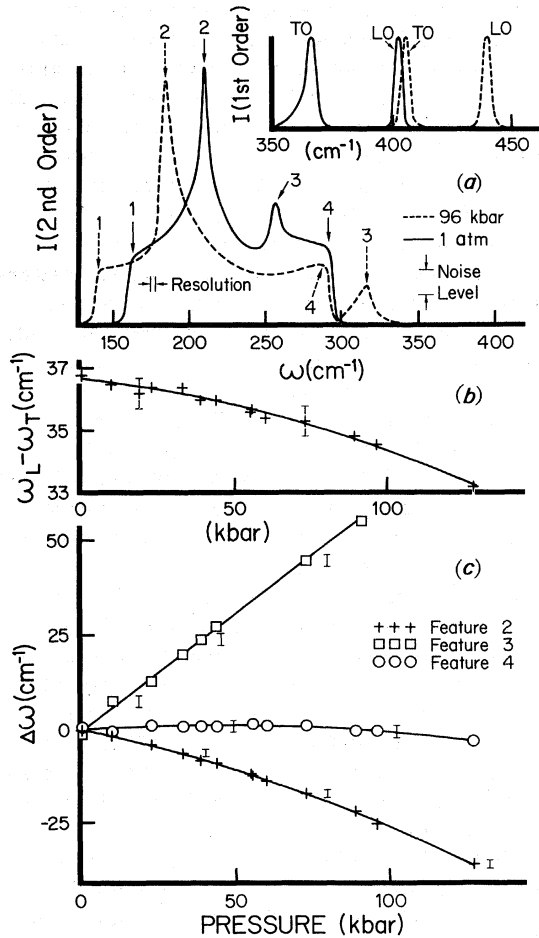 TO LO TO LO
I(1st Order)
350 400 450
(cm⁻¹)
(a)
I(2nd Order)
1 1 2 2 3 4 3
4
---- 96 kbar
— 1 atm
Noise
Level
Resolution
150 200 250 300 350 400
ω(cm⁻¹)
ω_L-ω_T(cm⁻¹)
37
35
33
(b)
0 50 100
(kbar)
Δω(cm⁻¹)
50
25
0
-25
(c)
+++ Feature 2
□□□ Feature 3
○○○ Feature 4
0 50 100
PRESSURE (kbar)